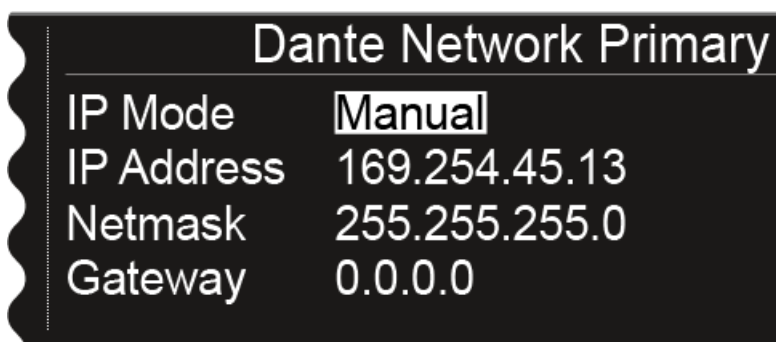 Dante Network Primary
IP Mode Manual
IP Address 169.254.45.13
Netmask 255.255.255.0
Gateway 0.0.0.0